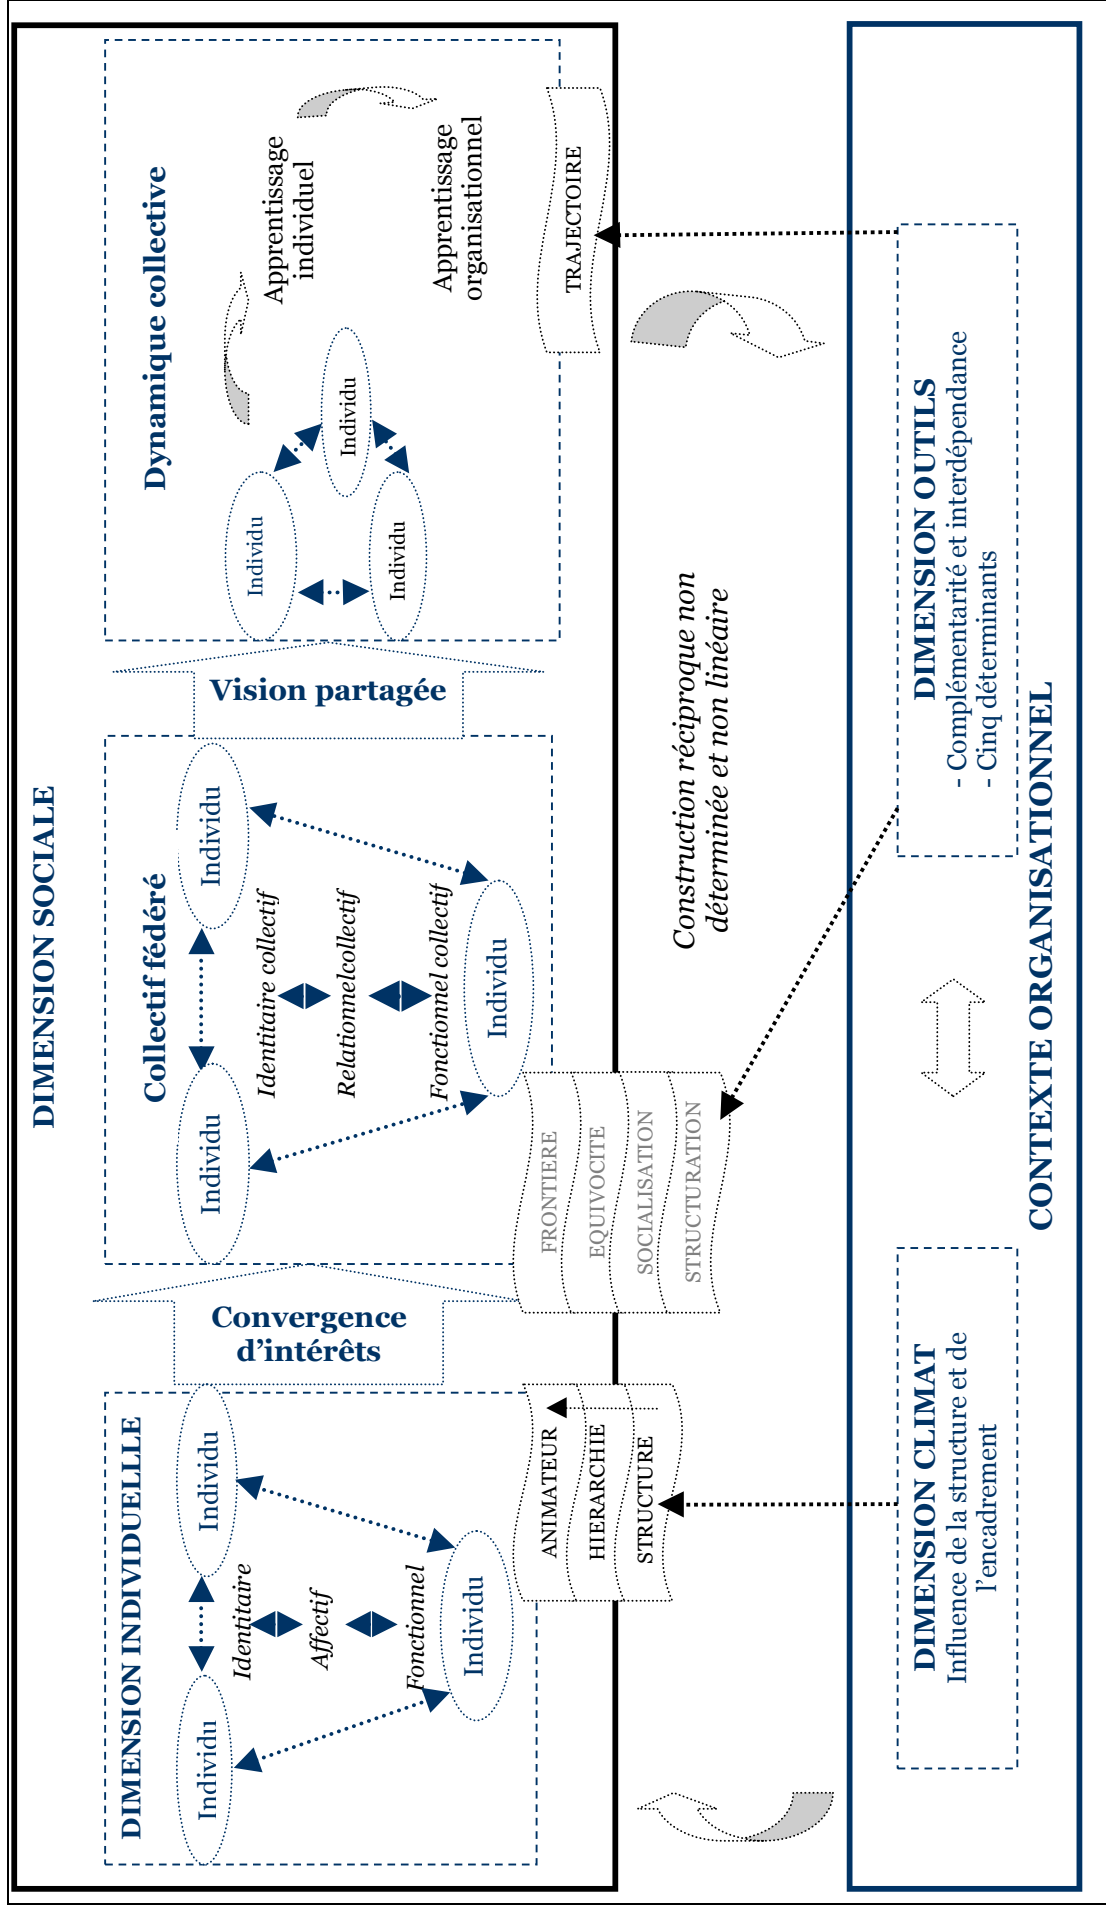 DIMENSION SOCIALE
DIMENSION INDIVIDUELLLE
Individu
Individu
Identitaire
Affectif
Fonctionnel
Individu
ANIMATEUR
HIERARCHIE
STRUCTURE
Convergence
d'intérêts
Collectif fédéré
Individu
Individu
Identitaire collectif
Relationnelcollectif
Fonctionnel collectif
Individu
FRONTIERE
EQUIVOCITE
SOCIALISATION
STRUCTURATION
Vision partagée
Dynamique collective
Individu
Individu
Individu
Apprentissage
individuel
Apprentissage
organisationnel
TRAJECTOIRE
Construction réciproque non
déterminée et non linéaire
DIMENSION CLIMAT
Influence de la structure et de
l'encadrement
DIMENSION OUTILS
- Complémentarité et interdépendance
- Cinq déterminants
CONTEXTE ORGANISATIONNEL